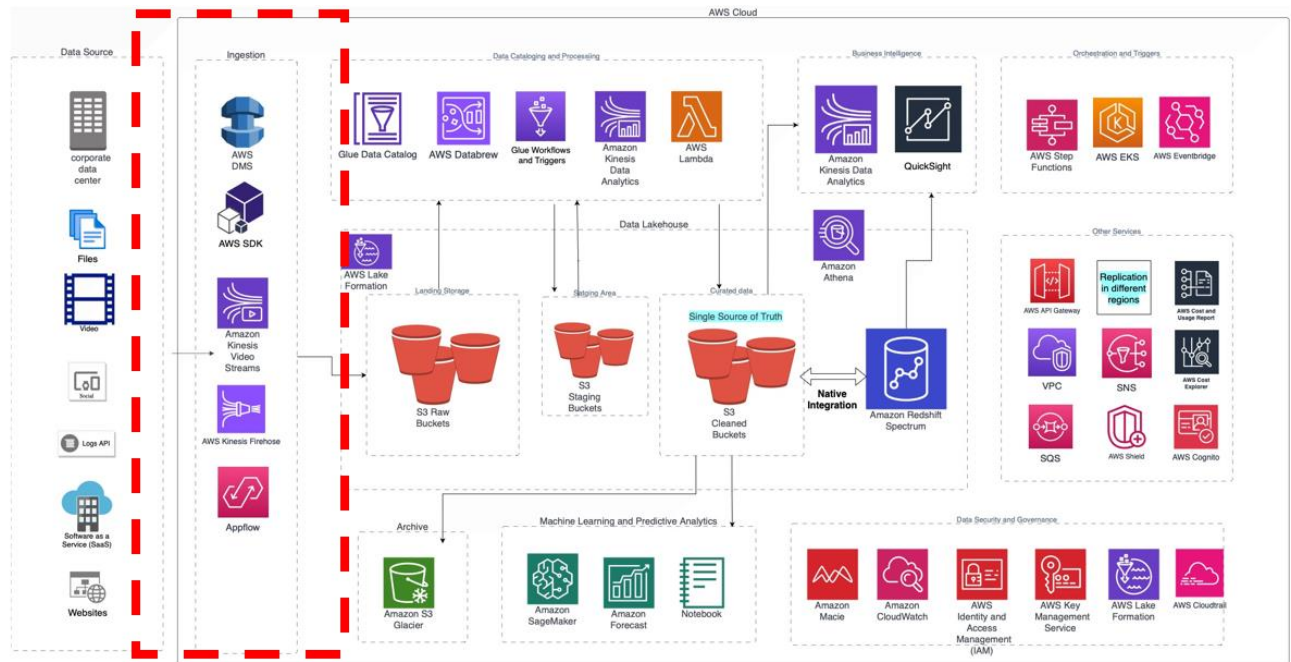 AWS Cloud
Data Source
corporate
data
center
Files
Video
Social
Logs API
Software as a
Service (SaaS)
Websites
Ingestion
AWS
DMS
AWS SDK
Amazon
Kinesis
Video
Streams
AWS Kinesis Firehose
Appflow
Data Cataloging and Processing
Glue Data Catalog
AWS Databrew
Glue Workflows
and Triggers
Amazon
Kinesis
Data
Analytics
AWS
Lambda
Business Intelligence
Amazon
Kinesis Data
Analytics
QuickSight
Orchestration and Triggers
AWS Step
Functions
AWS EKS
AWS Eventbridge
Data Lakehouse
AWS Lake
Formation
Amazon
Athena
Landing Storage
S3 Raw
Buckets
Satging Area
S3
Staging
Buckets
Curated data
Single Source of Truth
S3
Cleaned
Buckets
Native
Integration
Amazon Redshift
Spectrum
Other Services
AWS API Gateway
Replication
in different
regions
AWS Cost and
Usage Report
VPC
SNS
AWS Cost
Explorer
SQS
AWS Shield
AWS Cognito
Archive
Amazon S3
Glacier
Machine Learning and Predictive Analytics
Amazon
SageMaker
Amazon
Forecast
Notebook
Data Security and Governance
Amazon
Macie
Amazon
CloudWatch
AWS
Identity and
Access
Management
(IAM)
AWS Key
Management
Service
AWS Lake
Formation
AWS Cloudtrail